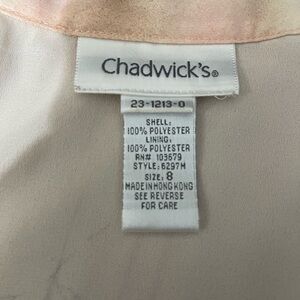 Chadwick's®
23-1213-0
SHELL:
100% POLYESTER
LINING:
100% POLYESTER
RN# 103679
STYLE: 6297M
SIZE: 8
MADE IN HONG KONG
SEE REVERSE
FOR CARE